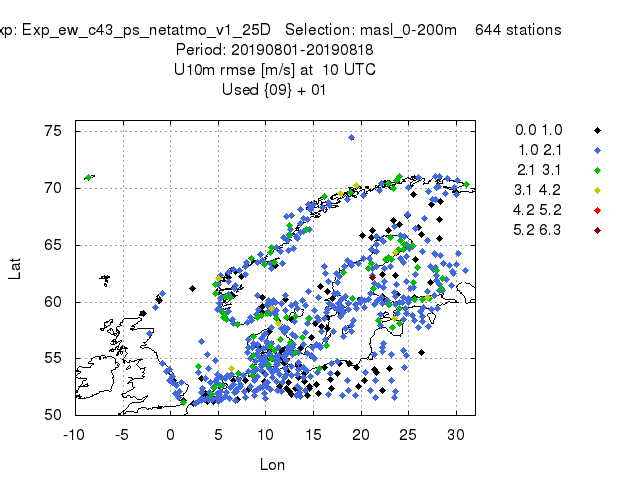 xp: Exp_ew_c43_ps_netatmo_v1_25D   Selection: masl_0-200m    644 stations
Period: 20190801-20190818
U10m rmse [m/s] at  10 UTC
Used {09} + 01
0.0 1.0
1.0 2.1
2.1 3.1
3.1 4.2
4.2 5.2
5.2 6.3
75
70
65
60
55
50
Lat
-10 -5 0 5 10 15 20 25 30
Lon